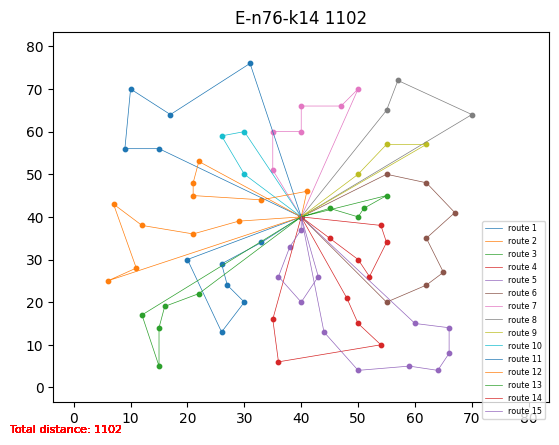 E-n76-k14 1102
80
70
60
50
40
30
20
10
0
route 1
route 2
route 3
route 4
route 5
route 6
route 7
route 8
route 9
route 10
route 11
route 12
route 13
route 14
route 15
0 10 20 30 40 50 60 70 80
Total distance: 1102